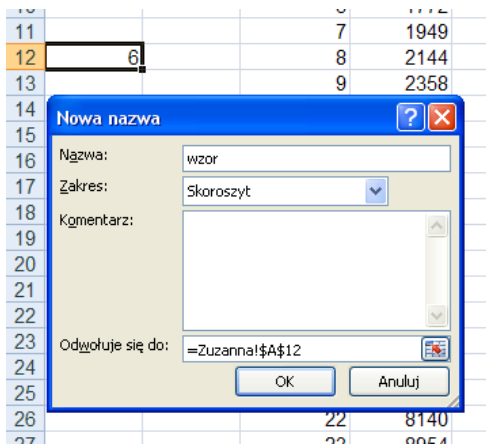 11 7 1949
12 6 8 2144
13 9 2358
14
Nowa nazwa
15
16 Nazwa: wzor
17 Zakres: Skoroszyt
18 Komentarz:
19
20
21
22
23 Odwołuje się do: =Zuzanna!$A$12
24 OK Anuluj
25
26 22 8140